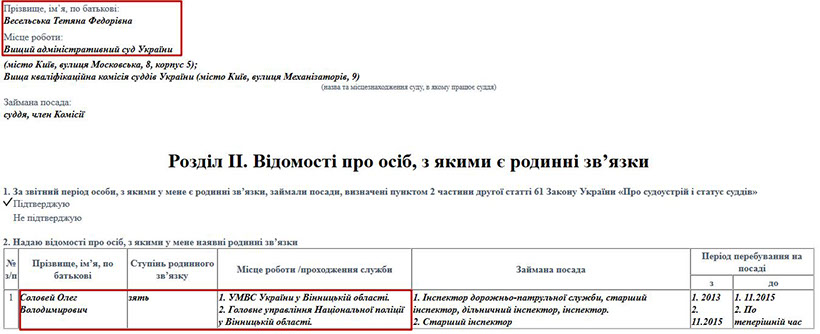 Прізвище, ім’я, по батькові:
Весельська Тетяна Федорівна
Місце роботи:
Вищий адміністративний суд України
(місто Київ, вулиця Московська, 8, корпус 5);
Вища кваліфікаційна комісія суддів України (місто Київ, вулиця Механізаторів, 9)
(назва та місцезнаходження суду, в якому працює суддя)
Займана посада:
суддя, член Комісії
Розділ II. Відомості про осіб, з якими є родинні зв’язки
1. За звітний період особи, з якими у мене є родинні зв’язки, займали посади, визначені пунктом 2 частини другої статті 61 Закону України «Про судоустрій і статус суддів»
Підтверджую
Не підтверджую
2. Надаю відомості про осіб, з якими у мене наявні родинні зв’язки
№ з/п
Прізвище, ім’я, по батькові
Ступінь родинного зв’язку
Місце роботи /проходження служби
Займана посада
Період перебування на посаді
з
до
1
Соловей Олег
Володимирович
зять
1. УМВС України у Вінницькій області.
2. Головне управління Національної поліції
у Вінницькій області.
1. Інспектор дорожньо-патрульної служби, старший
інспектор, дільничний інспектор, інспектор.
2. Старший інспектор
1. 2013
2.
11.2015
1. 11.2015
2. По
теперішній час